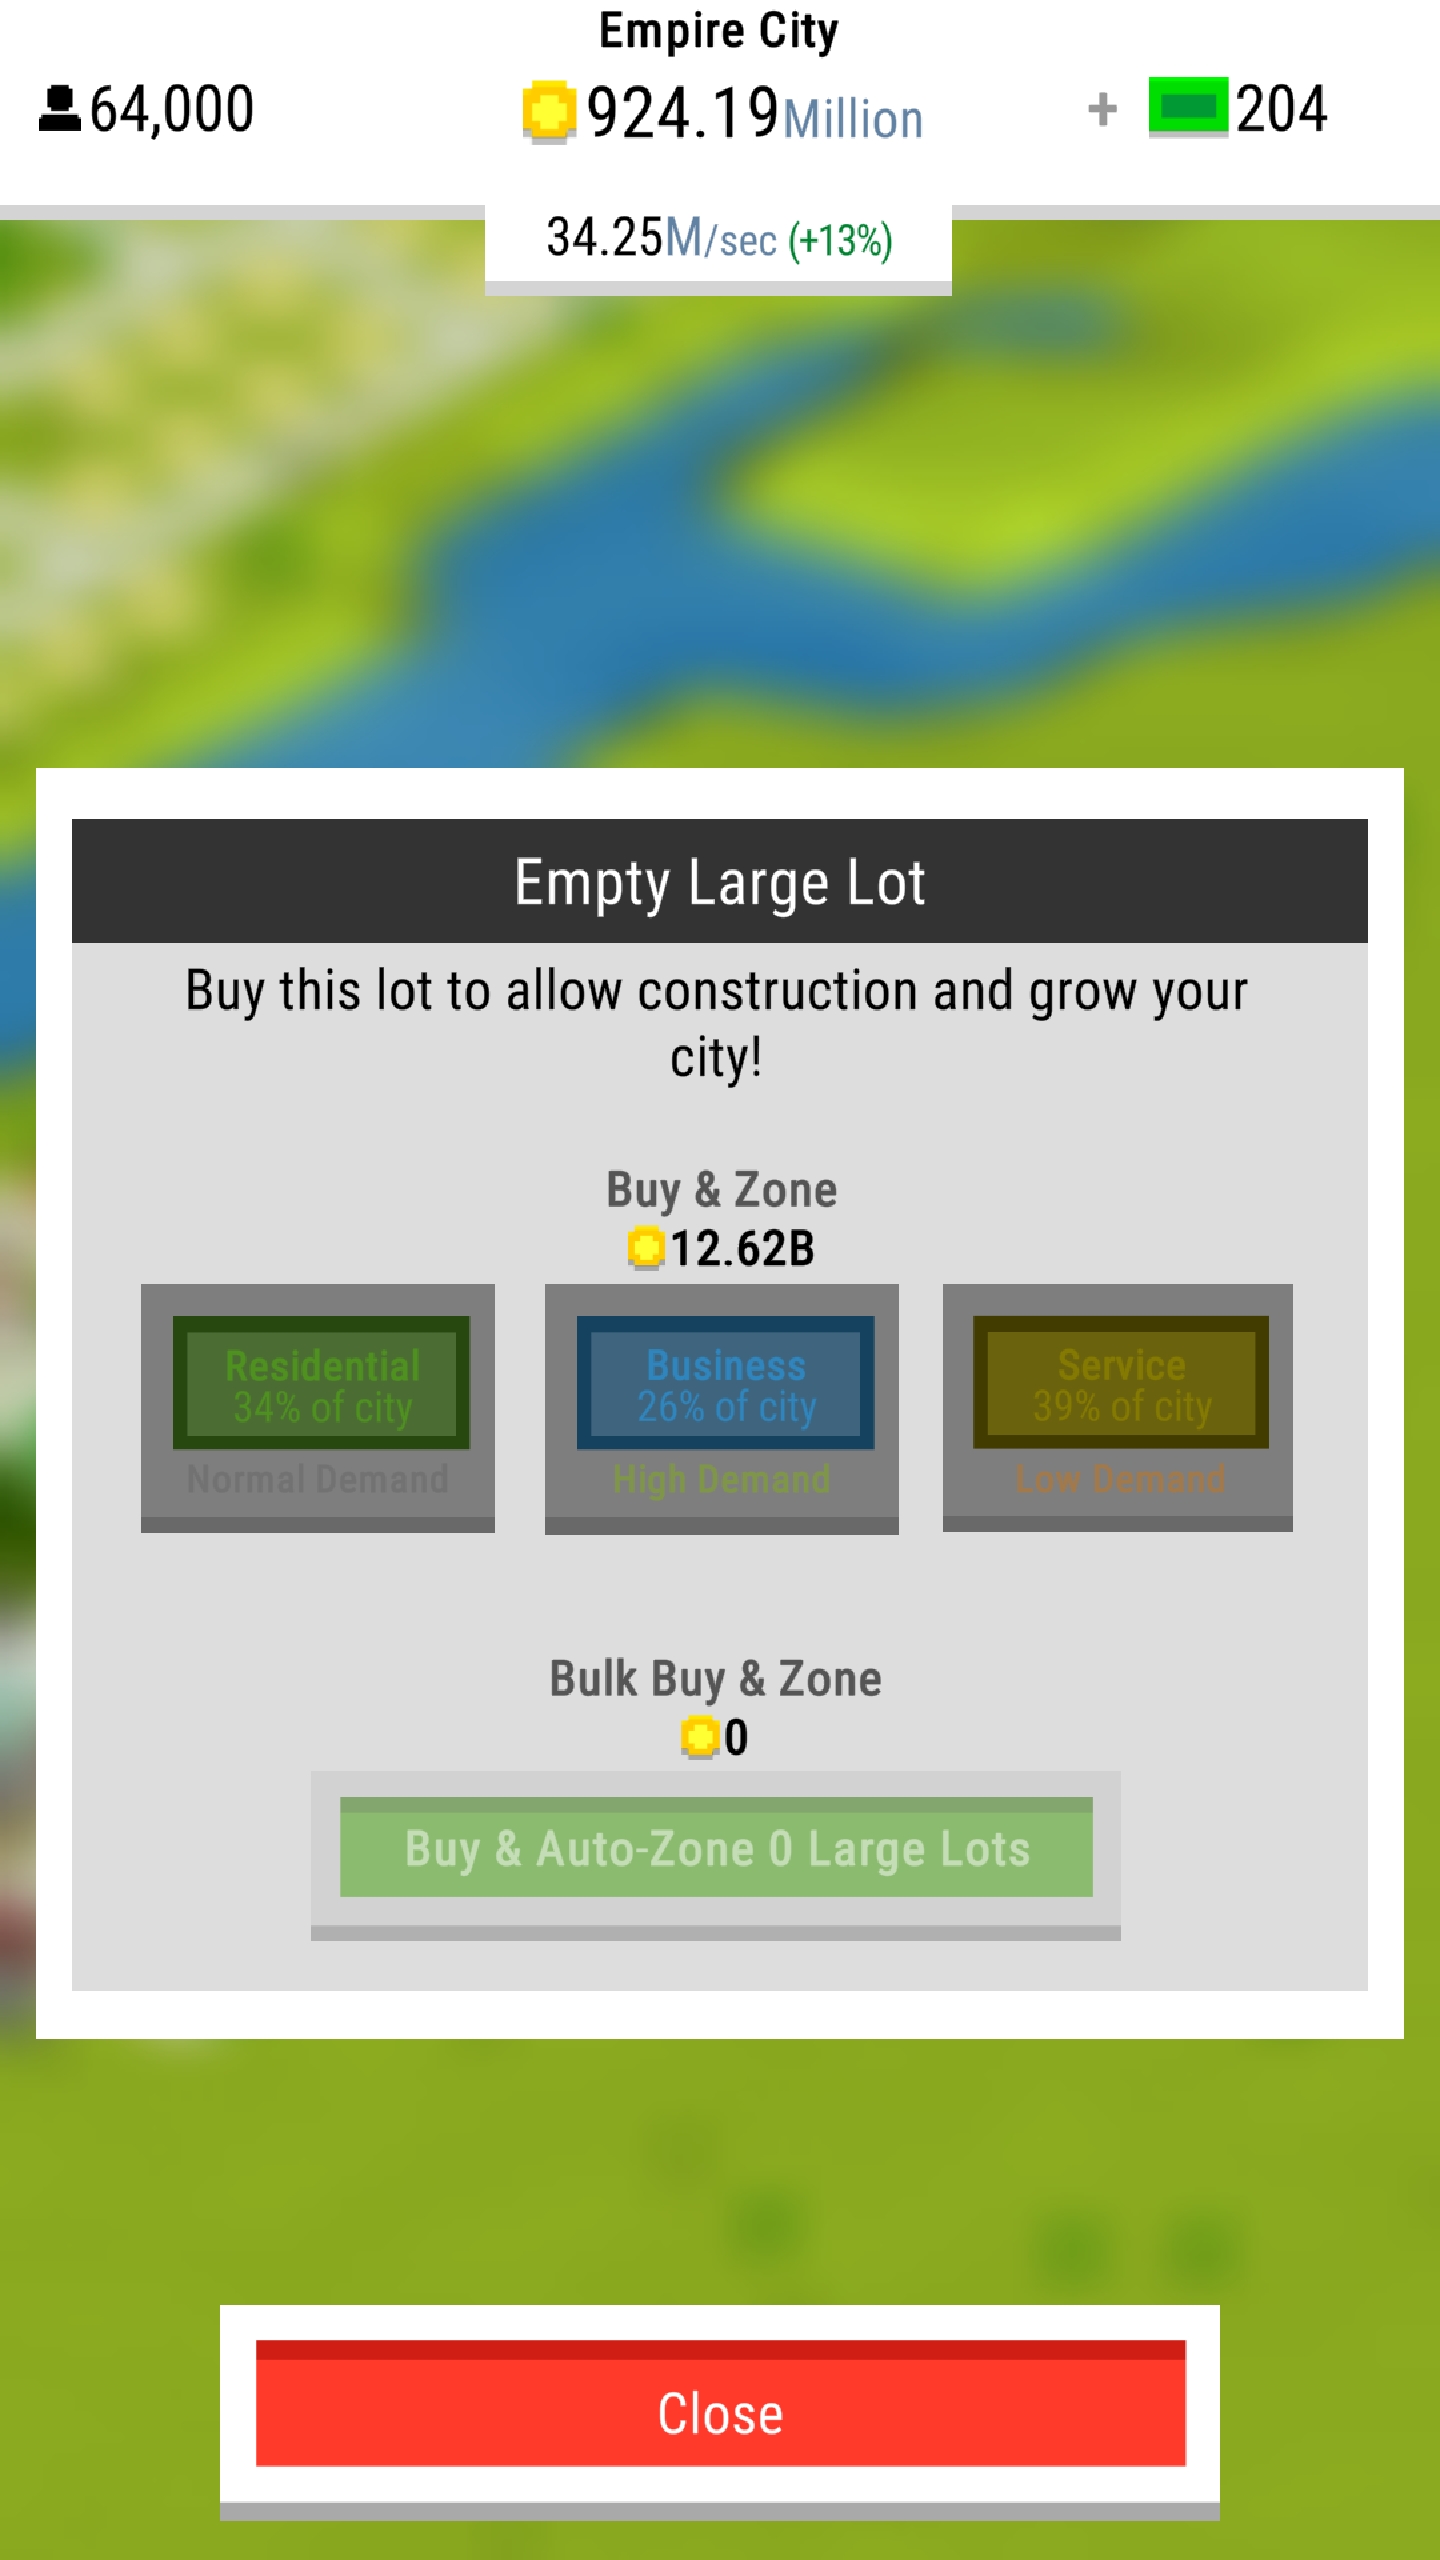 Empire City
64,000
924.19Million
+ 204
34.25M/sec (+13%)
Empty Large Lot
Buy this lot to allow construction and grow your
city!
Buy & Zone
12.62B
Residential
34% of city
Normal Demand
Business
26% of city
High Demand
Service
39% of city
Low Demand
Bulk Buy & Zone
0
Buy & Auto-Zone 0 Large Lots
Close